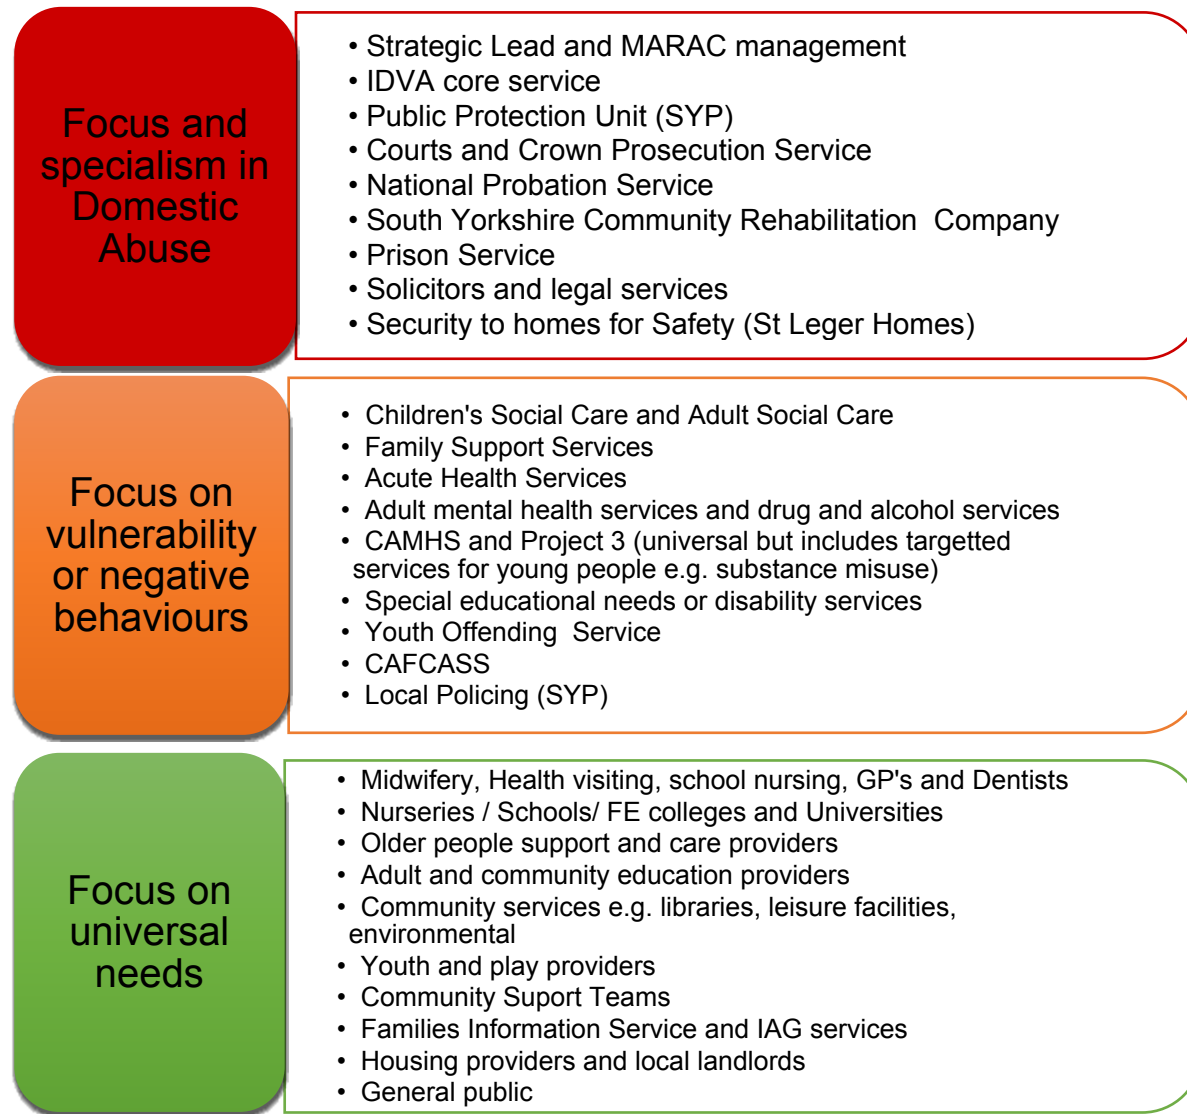 Focus and
specialism in
Domestic
Abuse
• Strategic Lead and MARAC management
• IDVA core service
• Public Protection Unit (SYP)
• Courts and Crown Prosecution Service
• National Probation Service
• South Yorkshire Community Rehabilitation  Company
• Prison Service
• Solicitors and legal services
• Security to homes for Safety (St Leger Homes)
Focus on
vulnerability
or negative
behaviours
• Children's Social Care and Adult Social Care
• Family Support Services
• Acute Health Services
• Adult mental health services and drug and alcohol services
• CAMHS and Project 3 (universal but includes targetted
services for young people e.g. substance misuse)
• Special educational needs or disability services
• Youth Offending  Service
• CAFCASS
• Local Policing (SYP)
Focus on
universal
needs
• Midwifery, Health visiting, school nursing, GP's and Dentists
• Nurseries / Schools/ FE colleges and Universities
• Older people support and care providers
• Adult and community education providers
• Community services e.g. libraries, leisure facilities,
environmental
• Youth and play providers
• Community Suport Teams
• Families Information Service and IAG services
• Housing providers and local landlords
• General public